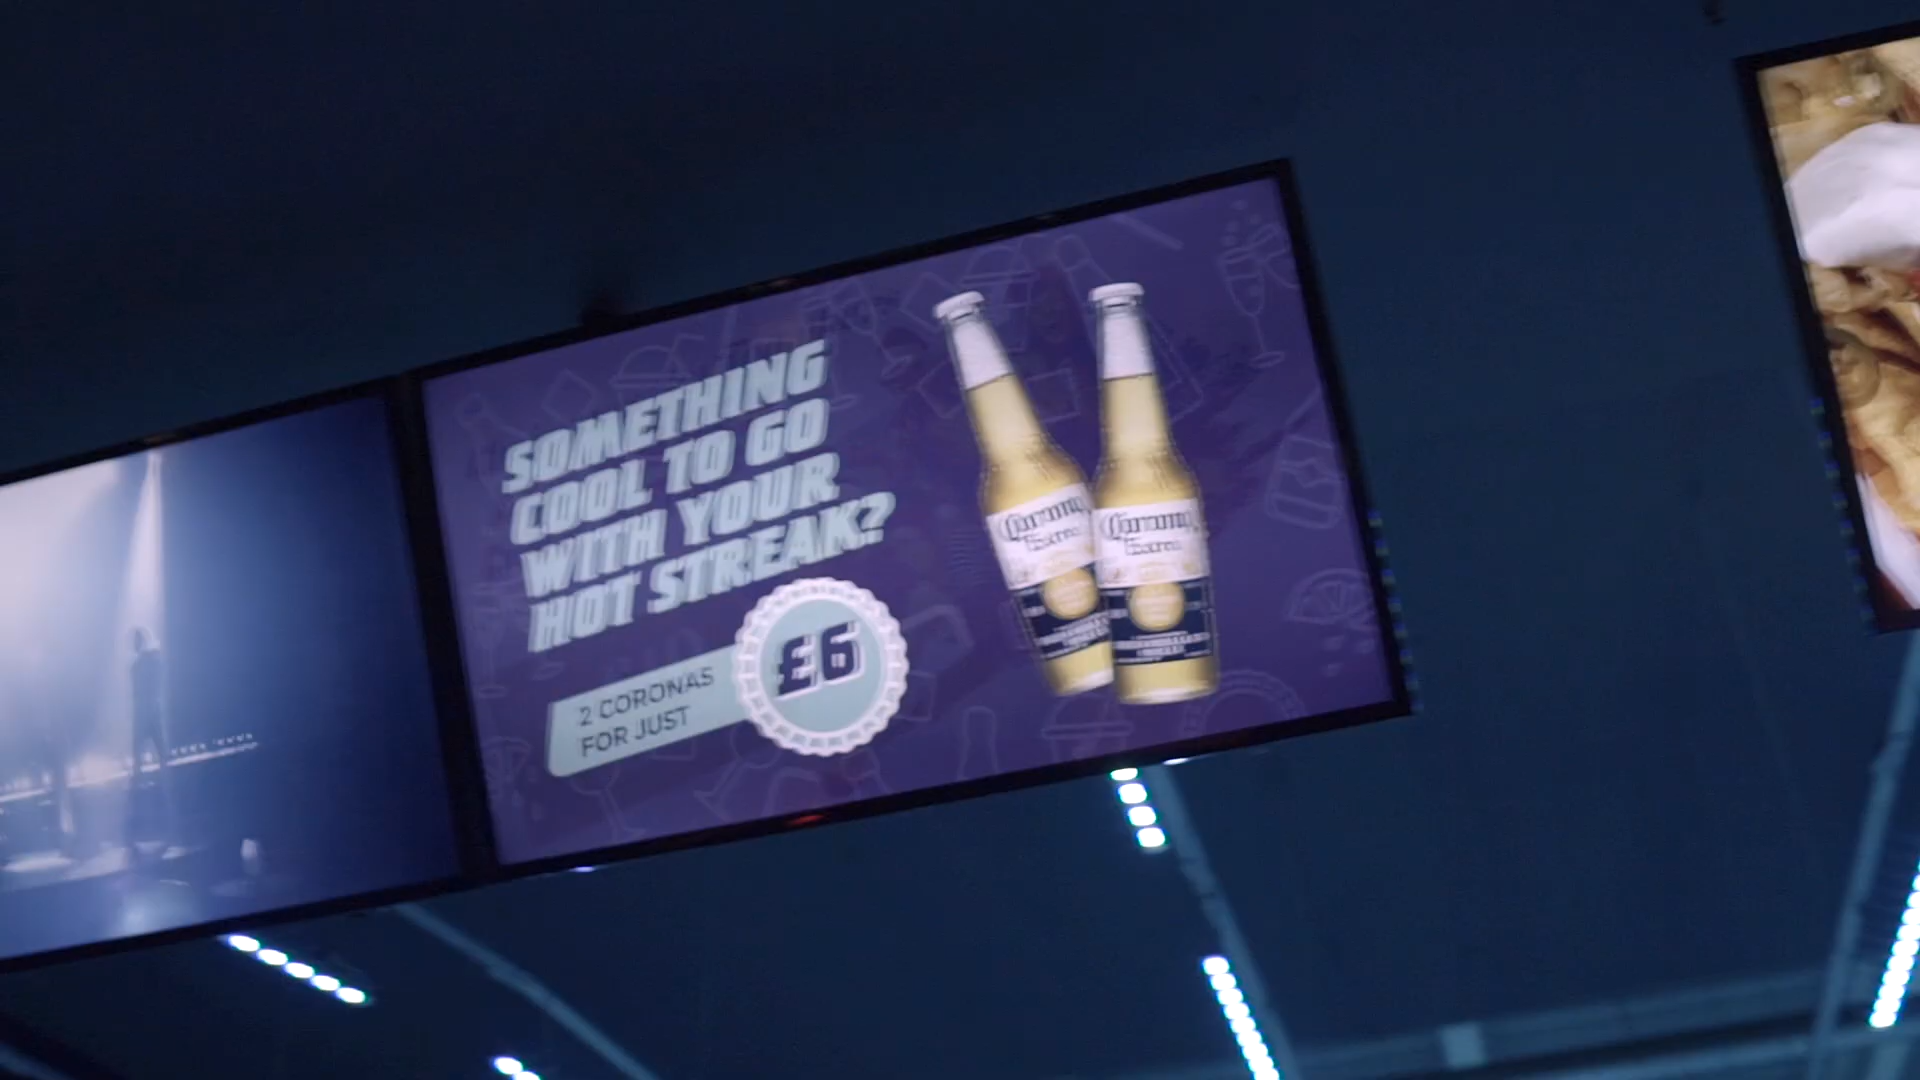 SOMETHING
COOL TO GO
WITH YOUR
HOT STREAK?
2 CORONAS
FOR JUST
£6
Corona
Extra
Corona
Extra